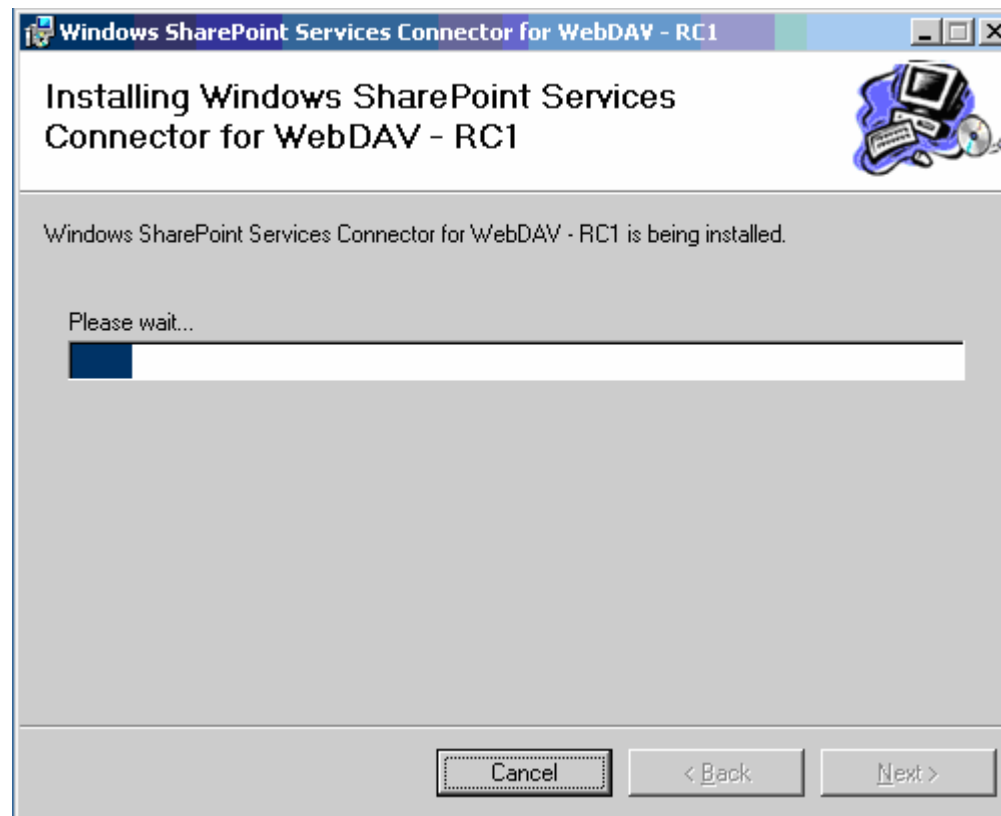 Windows SharePoint Services Connector for WebDAV - RC1
Installing Windows SharePoint Services
Connector for WebDAV - RC1
Windows SharePoint Services Connector for WebDAV - RC1 is being installed.
Please wait...
Cancel
< Back
Next >